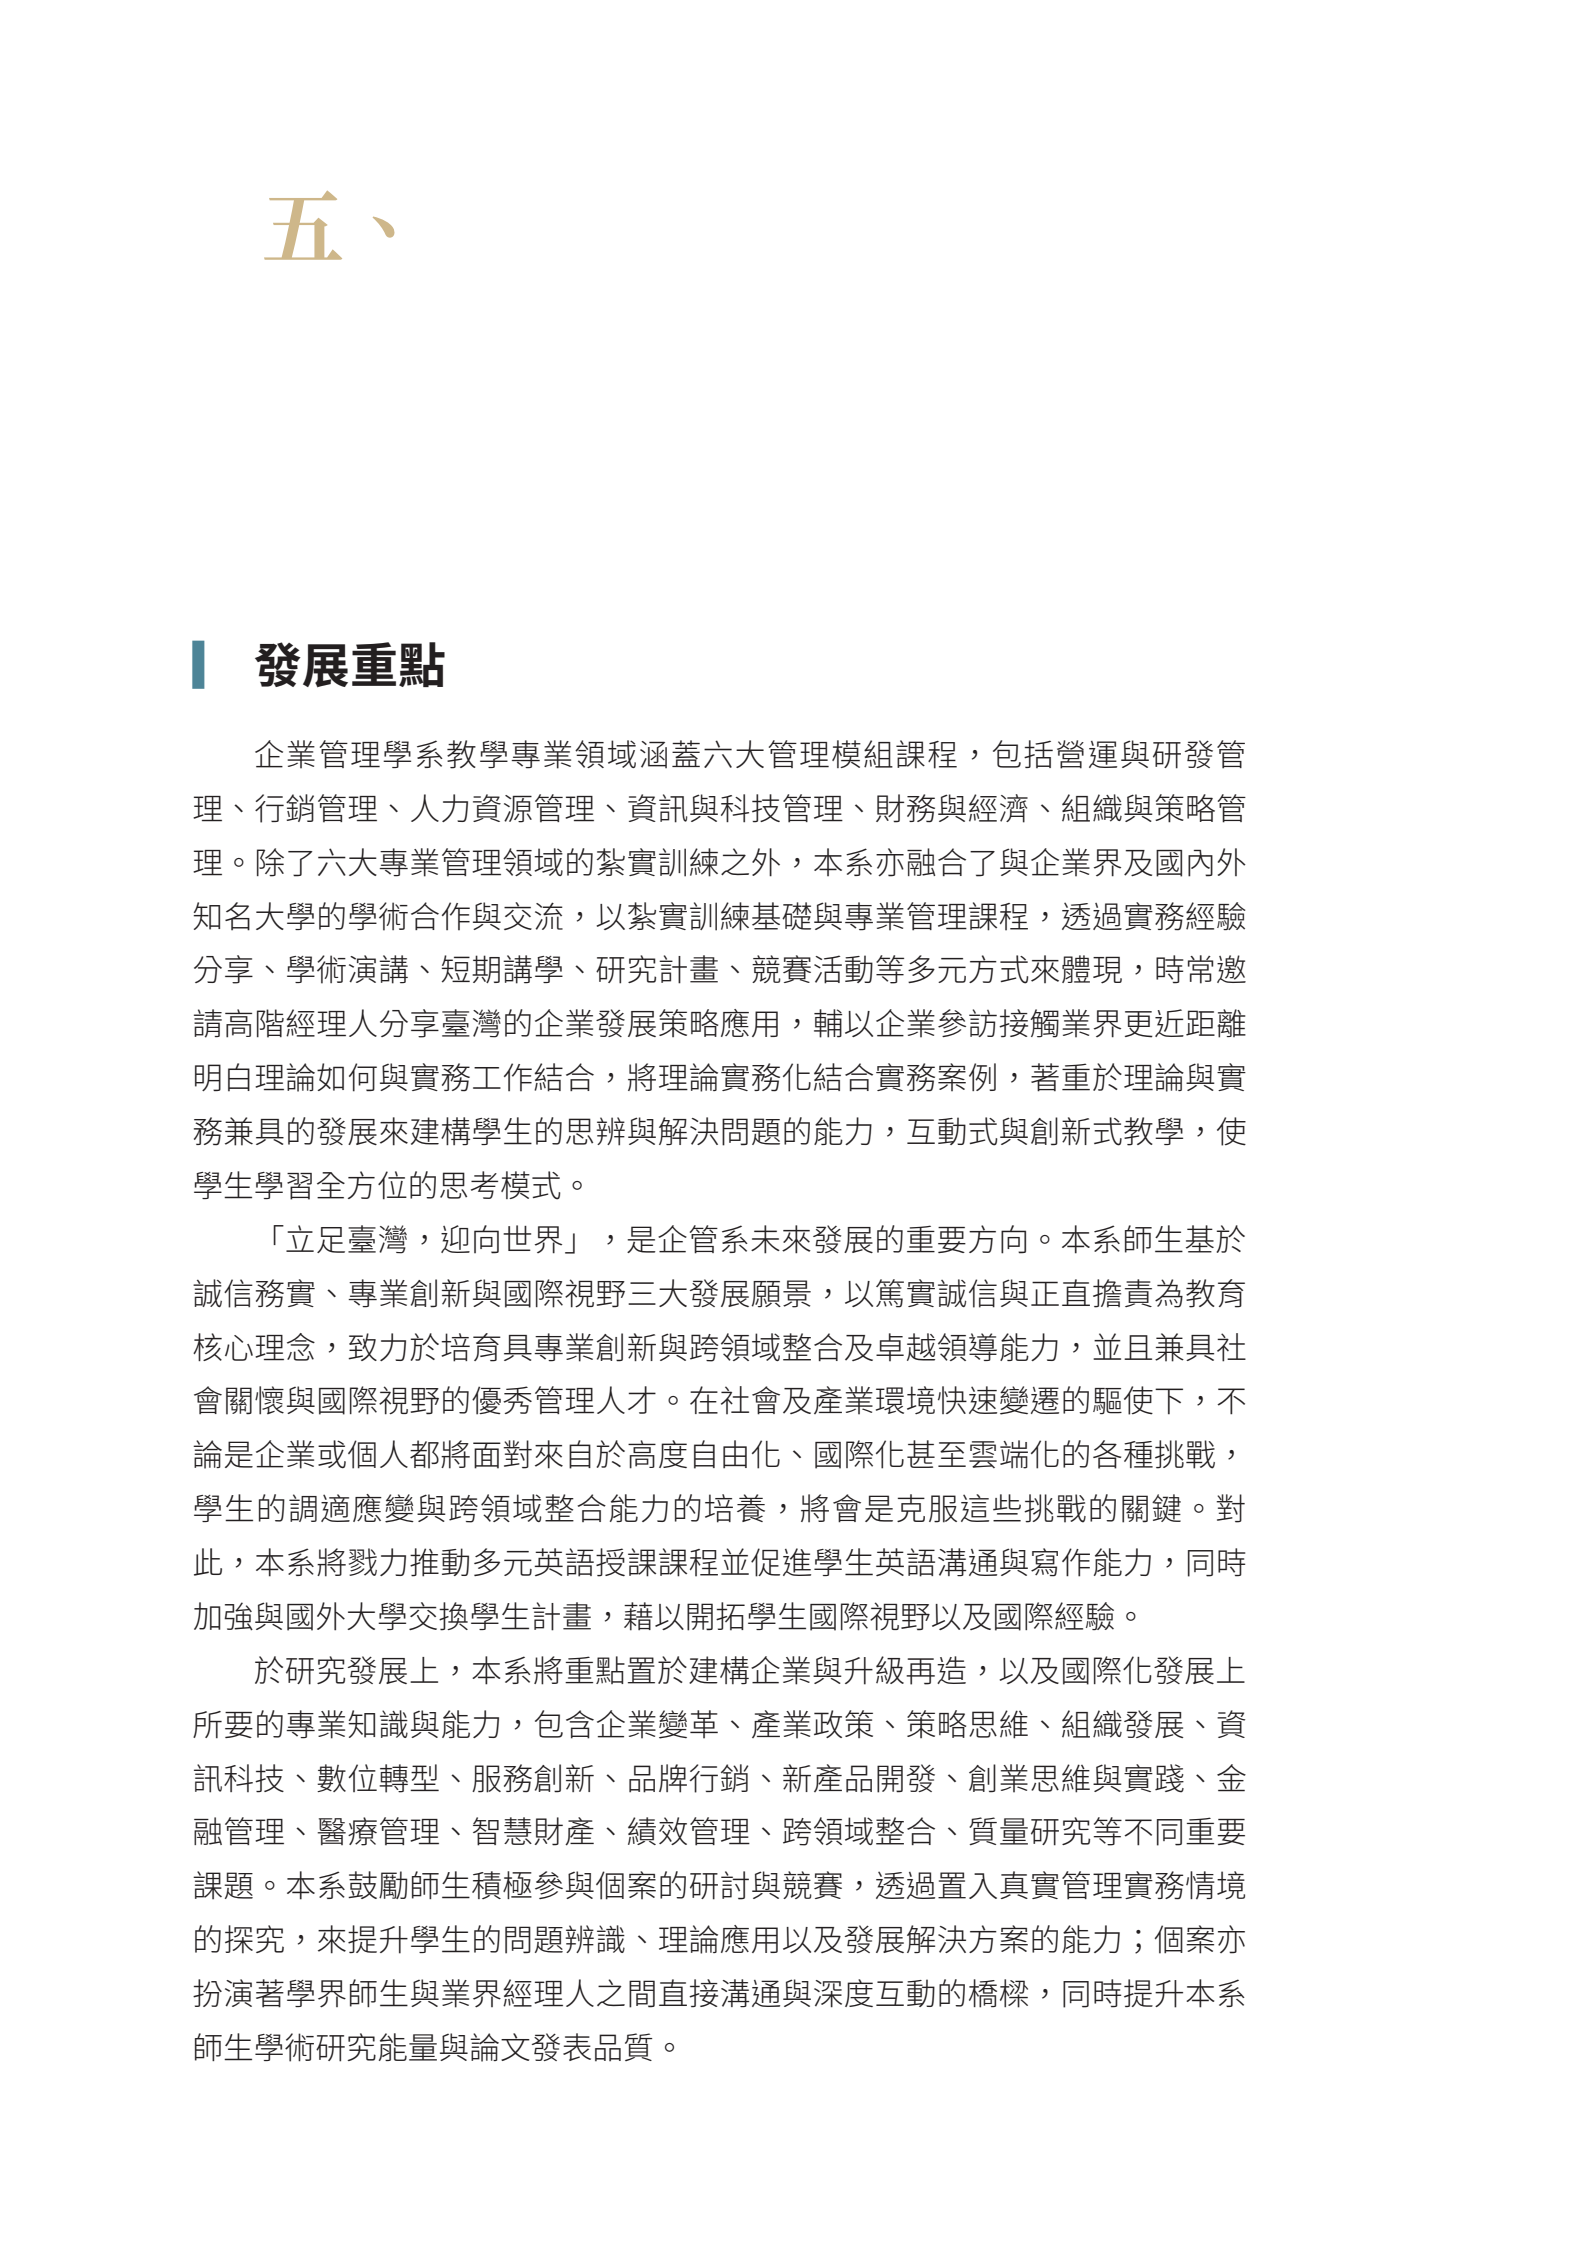 五、
發展重點
企業管理學系教學專業領域涵蓋六大管理模組課程，包括營運與研發管
理、行銷管理、人力資源管理、資訊與科技管理、財務與經濟、組織與策略管
理。除了六大專業管理領域的紮實訓練之外，本系亦融合了與企業界及國內外
知名大學的學術合作與交流，以紮實訓練基礎與專業管理課程，透過實務經驗
分享、學術演講、短期講學、研究計畫、競賽活動等多元方式來體現，時常邀
請高階經理人分享臺灣的企業發展策略應用，輔以企業參訪接觸業界更近距離
明白理論如何與實務工作結合，將理論實務化結合實務案例，著重於理論與實
務兼具的發展來建構學生的思辨與解決問題的能力，互動式與創新式教學，使
學生學習全方位的思考模式。
「立足臺灣，迎向世界」，是企管系未來發展的重要方向。本系師生基於
誠信務實、專業創新與國際視野三大發展願景，以篤實誠信與正直擔責為教育
核心理念，致力於培育具專業創新與跨領域整合及卓越領導能力，並且兼具社
會關懷與國際視野的優秀管理人才。在社會及產業環境快速變遷的驅使下，不
論是企業或個人都將面對來自於高度自由化、國際化甚至雲端化的各種挑戰，
學生的調適應變與跨領域整合能力的培養，將會是克服這些挑戰的關鍵。對
此，本系將戮力推動多元英語授課課程並促進學生英語溝通與寫作能力，同時
加強與國外大學交換學生計畫，藉以開拓學生國際視野以及國際經驗。
於研究發展上，本系將重點置於建構企業與升級再造，以及國際化發展上
所要的專業知識與能力，包含企業變革、產業政策、策略思維、組織發展、資
訊科技、數位轉型、服務創新、品牌行銷、新產品開發、創業思維與實踐、金
融管理、醫療管理、智慧財產、績效管理、跨領域整合、質量研究等不同重要
課題。本系鼓勵師生積極參與個案的研討與競賽，透過置入真實管理實務情境
的探究，來提升學生的問題辨識、理論應用以及發展解決方案的能力；個案亦
扮演著學界師生與業界經理人之間直接溝通與深度互動的橋樑，同時提升本系
師生學術研究能量與論文發表品質。